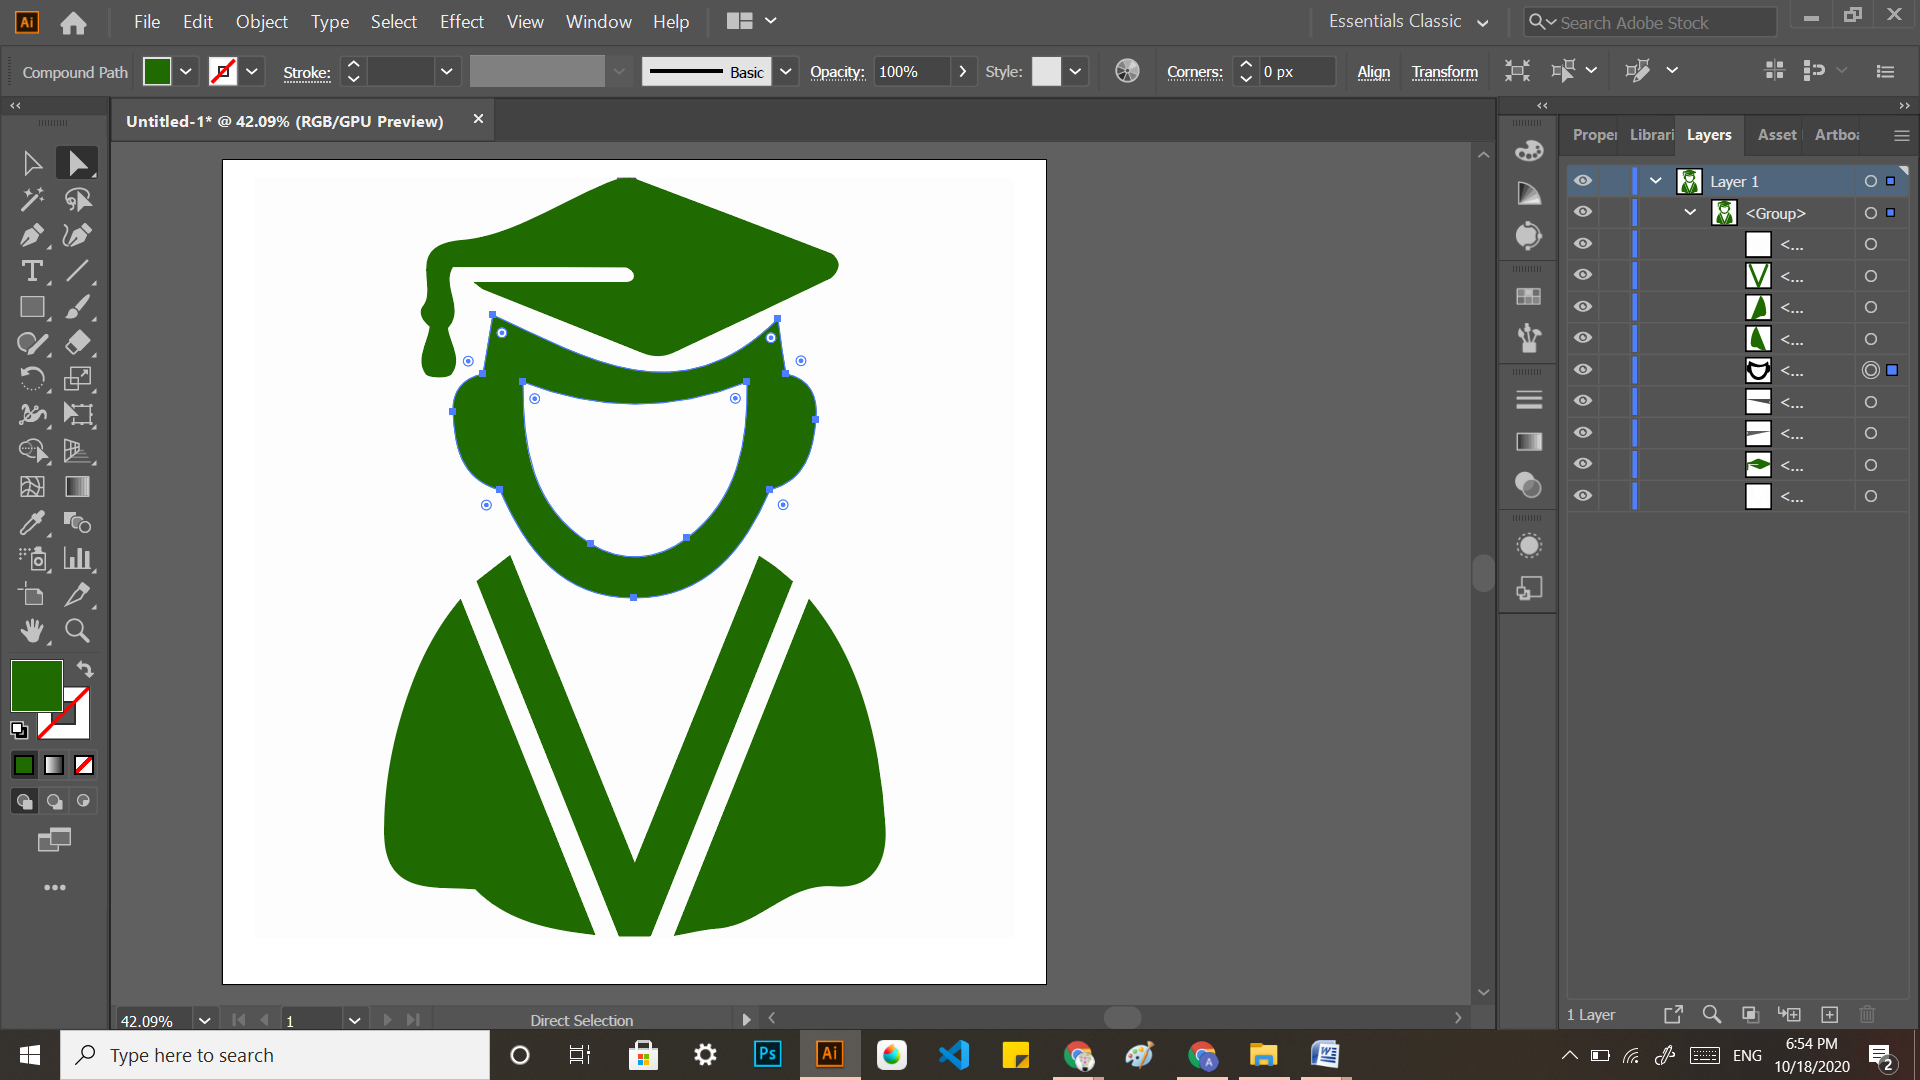 Ai File Edit Object Type Select Effect View Window Help Essentials Classic Search Adobe Stock
Compound Path Stroke: Basic Opacity: 100% Style: Corners: 0 px Align Transform
Untitled-1* @ 42.09% (RGB/GPU Preview)
Proper Librari Layers Asset Artboa
Layer 1
<Group>
<...
<...
<...
<...
<...
<...
<...
<...
<...
42.09% 1 Direct Selection 1 Layer
Type here to search Ps Ai A ENG
6:54 PM
10/18/2020
2